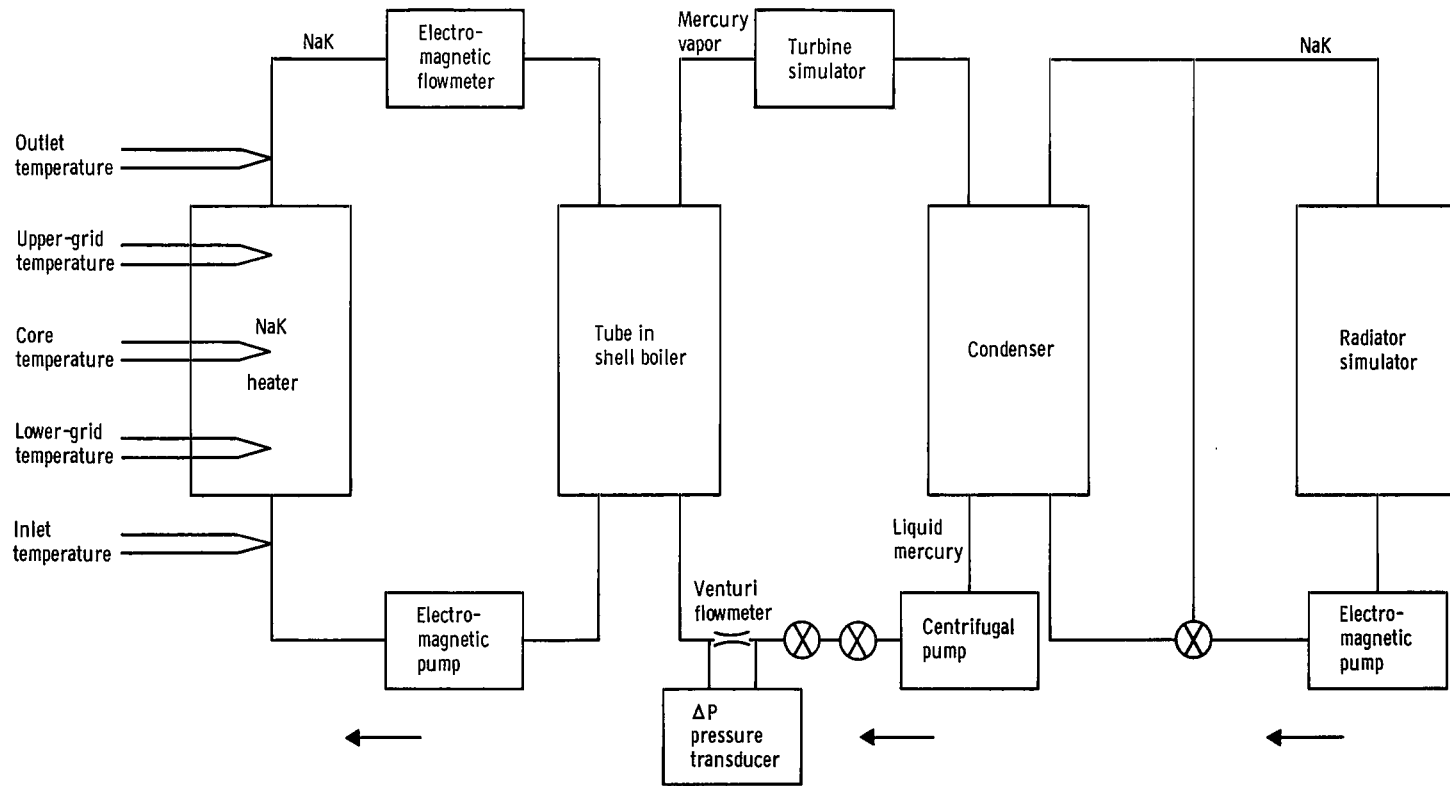 NaK
Electro-
magnetic
flowmeter
Mercury
vapor
Turbine
simulator
NaK
Outlet
temperature
Upper-grid
temperature
Core
temperature
Lower-grid
temperature
Inlet
temperature
NaK
heater
Tube in
shell boiler
Condenser
Radiator
simulator
Electro-
magnetic
pump
Venturi
flowmeter
Liquid
mercury
Centrifugal
pump
Electro-
magnetic
pump
ΔP
pressure
transducer